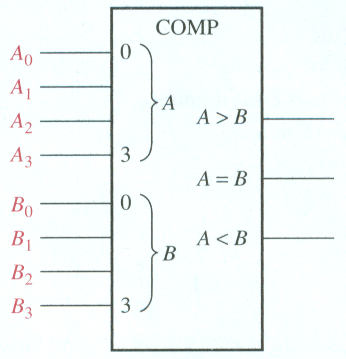 COMP
A₀ 0
A₁
A A > B
A₂
A₃ 3
A = B
B₀ 0
B₁ A < B
B
B₂
B₃ 3